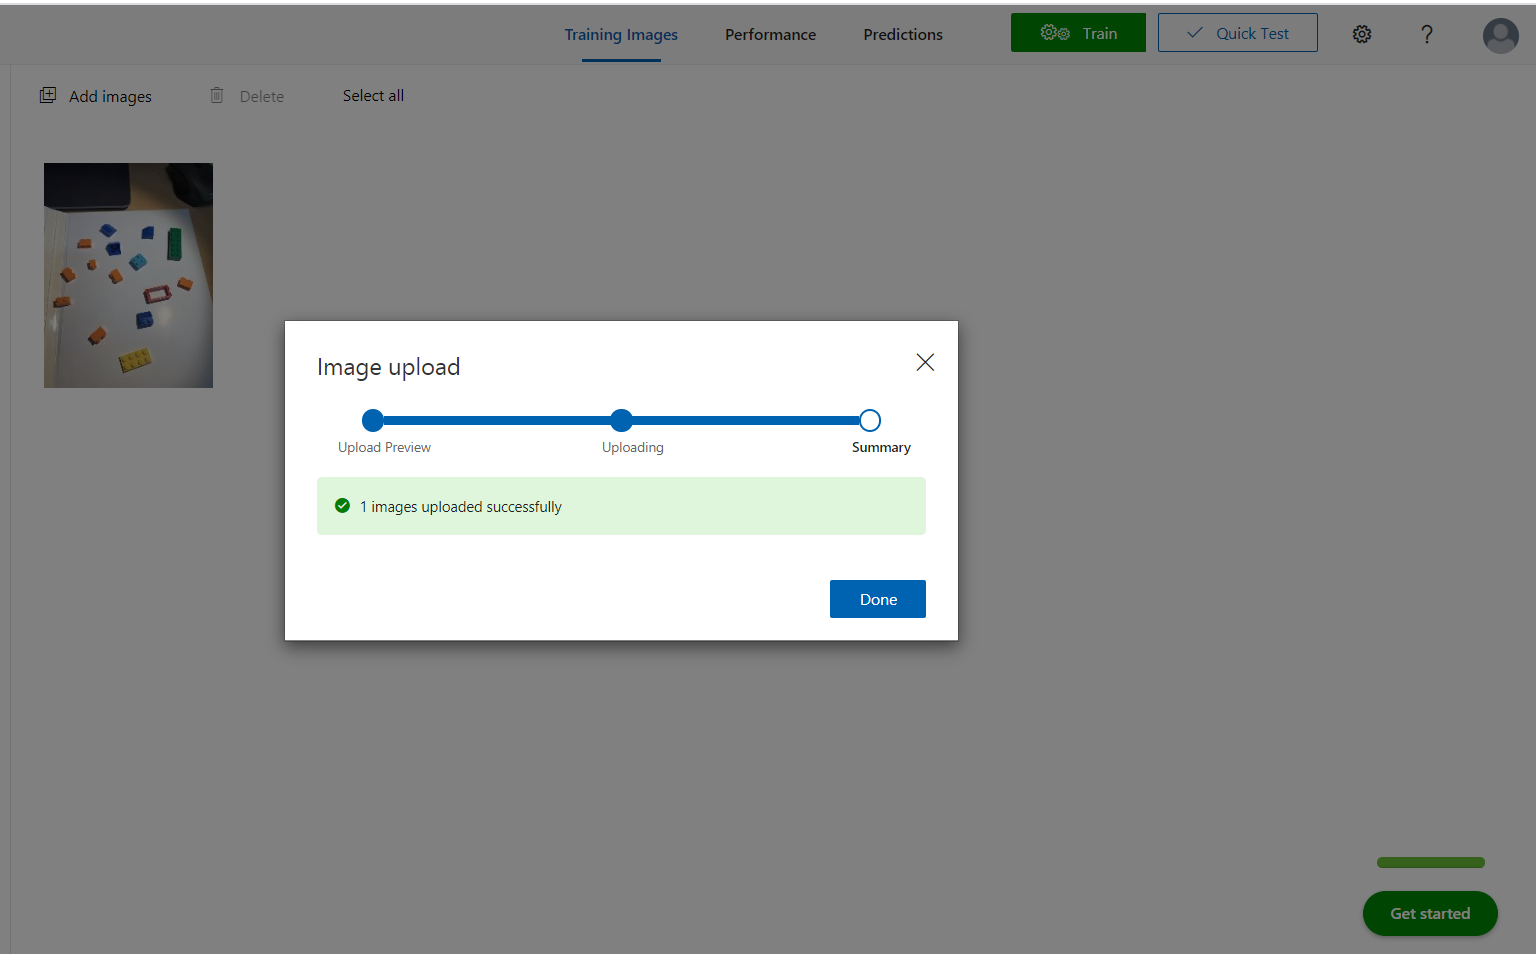 Training Images
Performance
Predictions
Train
Quick Test
?
Add images
Delete
Select all
Image upload
Upload Preview
Uploading
Summary
1 images uploaded successfully
Done
Get started